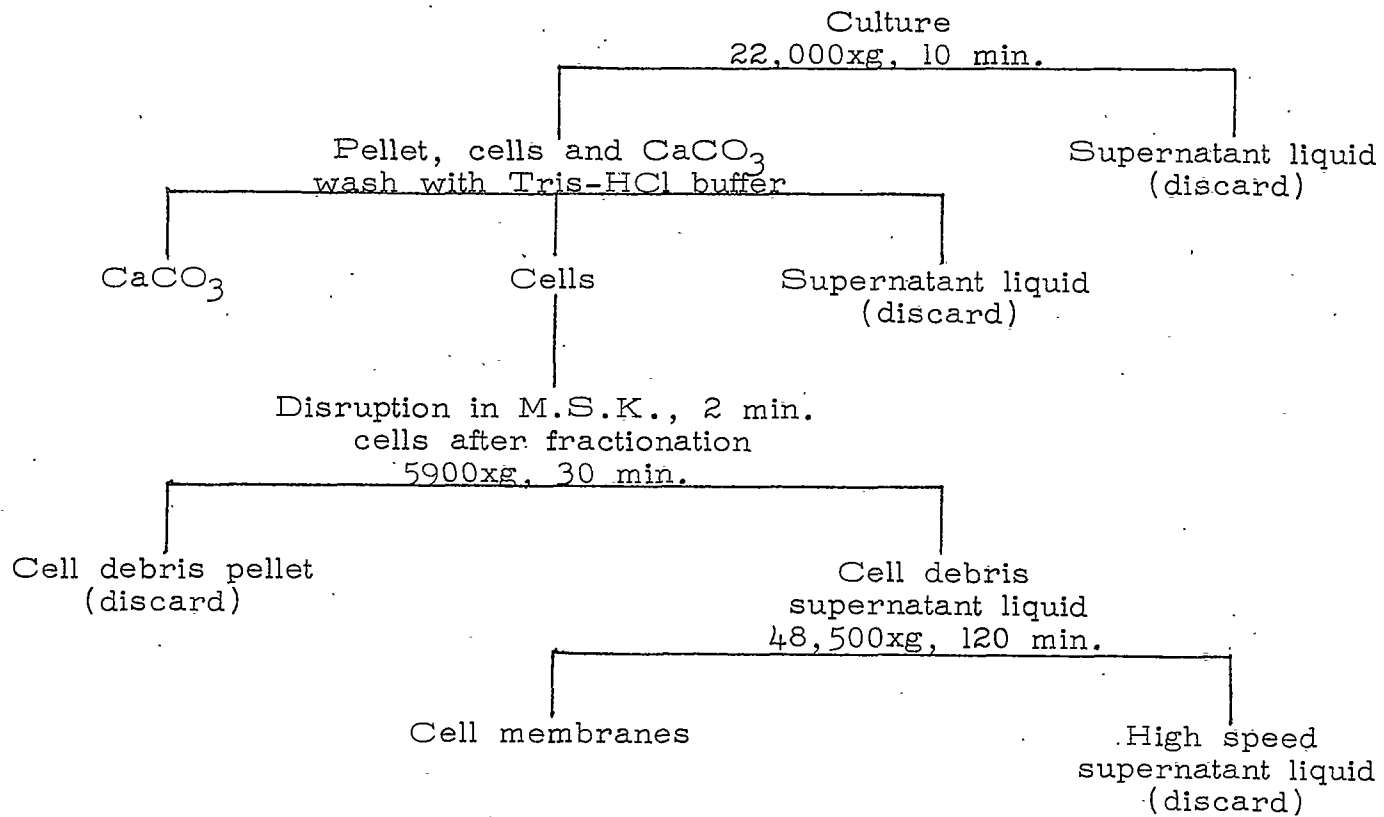 Culture
22,000xg, 10 min.
Pellet, cells and CaCO3
wash with Tris-HCl buffer
Supernatant liquid
(discard)
CaCO3
Cells
Supernatant liquid
(discard)
Disruption in M.S.K., 2 min.
cells after fractionation
5900xg, 30 min.
Cell debris pellet
(discard)
Cell debris
supernatant liquid
48,500xg, 120 min.
Cell membranes
High speed
supernatant liquid
(discard)